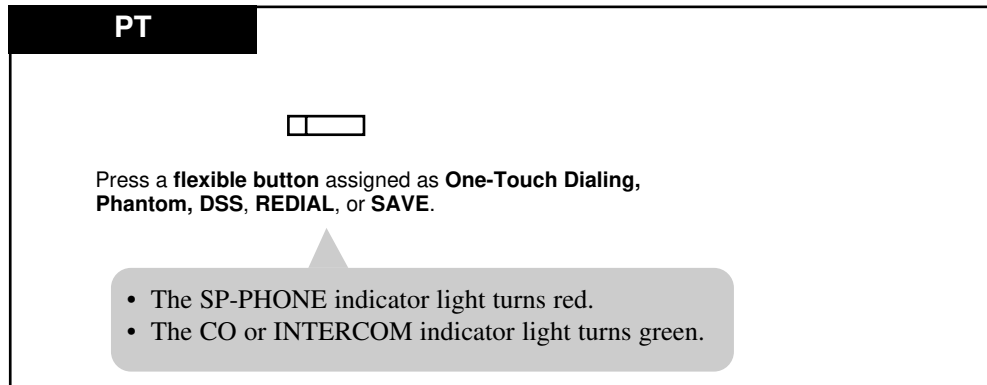 PT
Press a flexible button assigned as One-Touch Dialing,
Phantom, DSS, REDIAL, or SAVE.
• The SP-PHONE indicator light turns red.
• The CO or INTERCOM indicator light turns green.